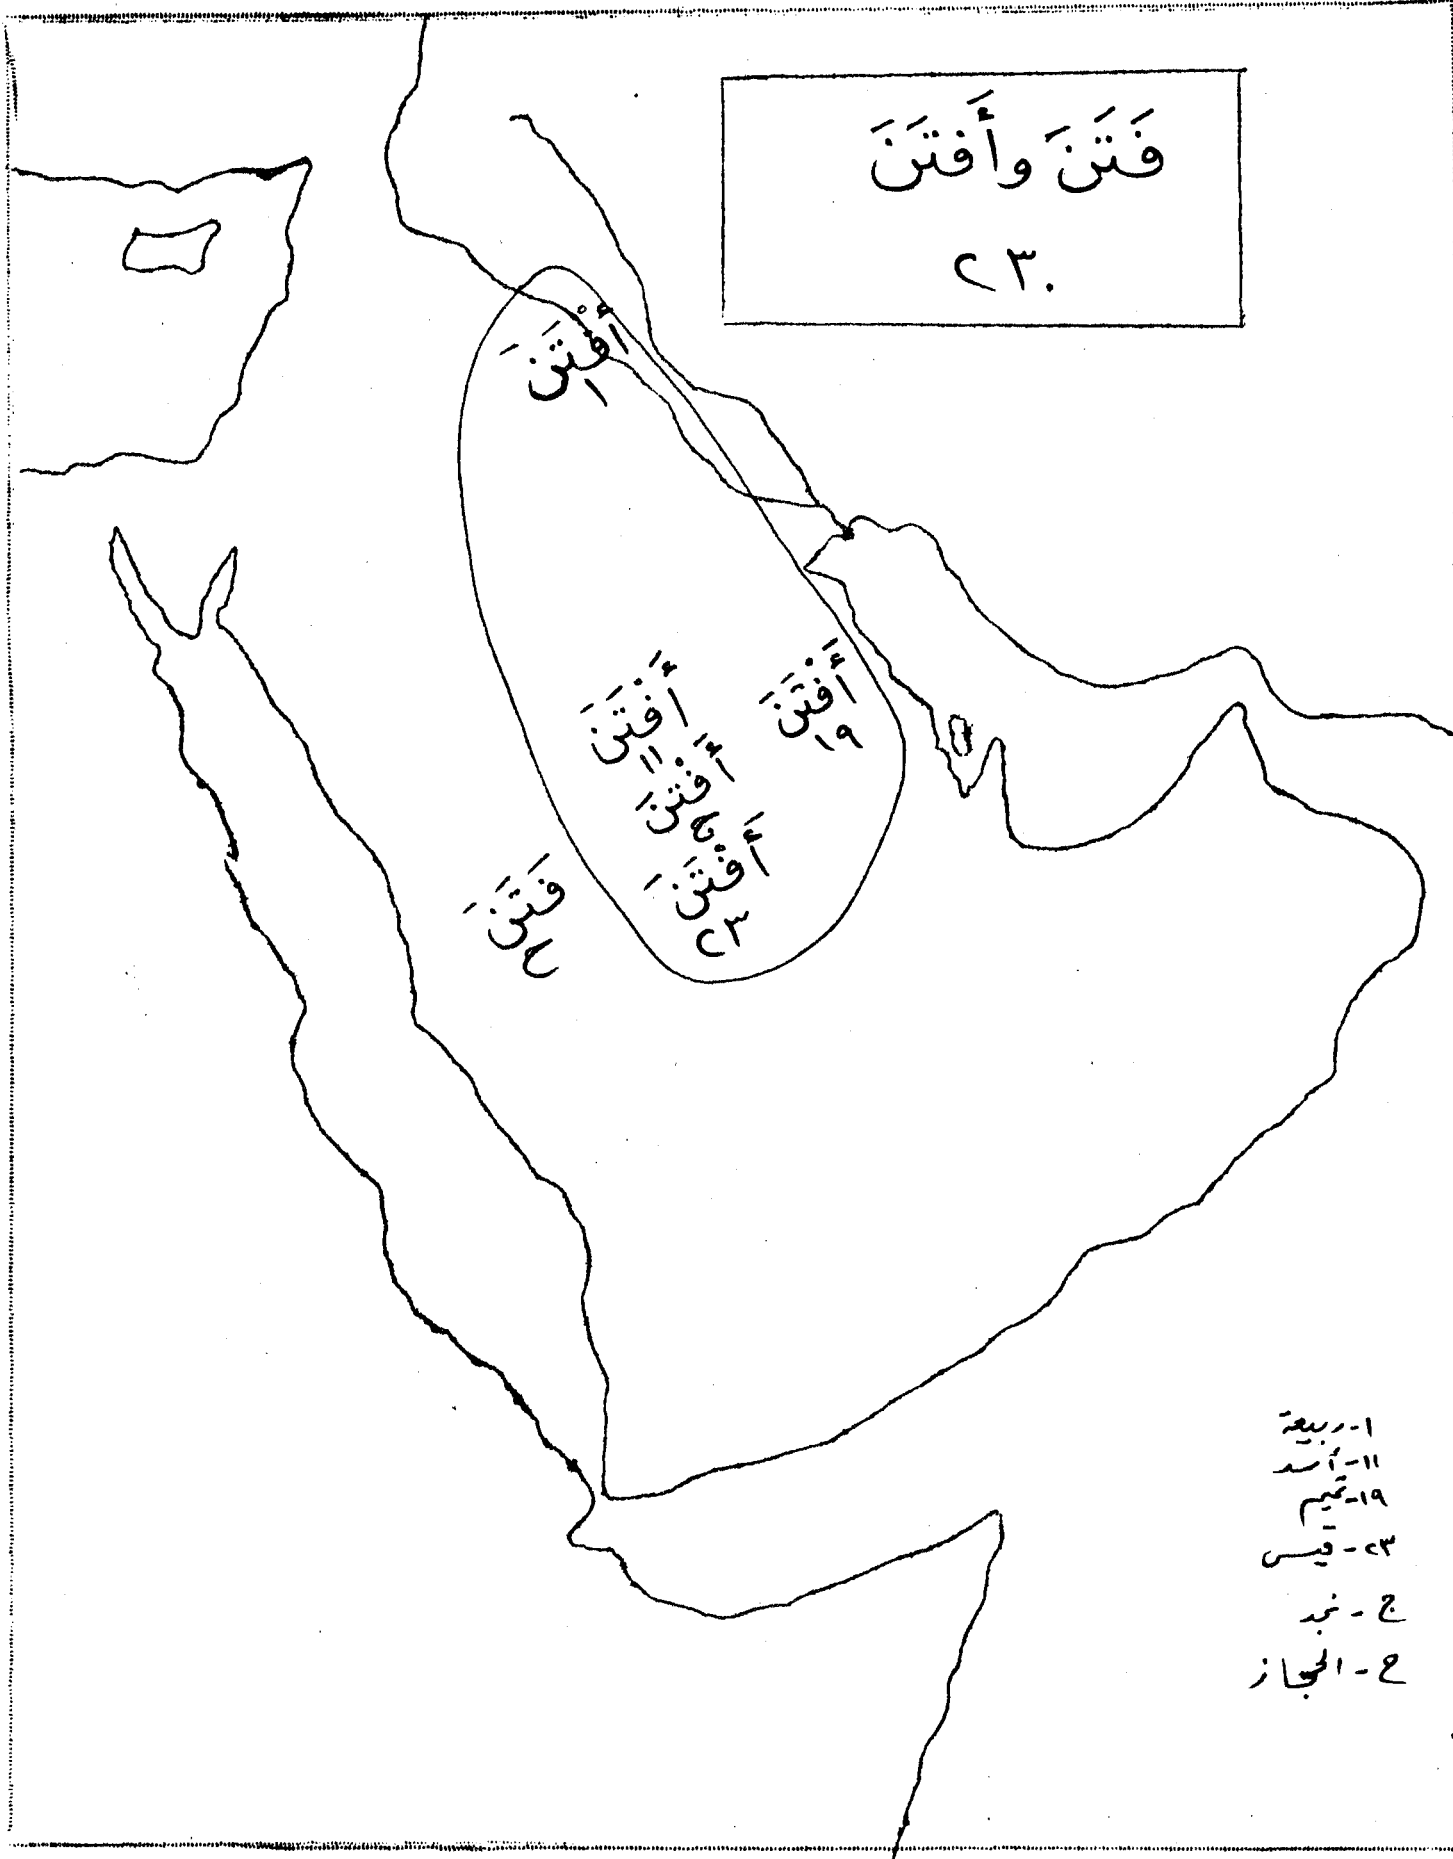 فَتَنَ وأَفتَنَ
٢٣٠
أَفْتَنَ
١
أَفْتَنَ
١١
أَفْتَنَ
١٩
أَفْتَنَ
ج
أَفْتَنَ
٢٣
فَتَنَ
ح
١-ربيعة
١١-أسد
١٩-تميم
٢٣-قيس
ج-نجد
ح-الحجاز